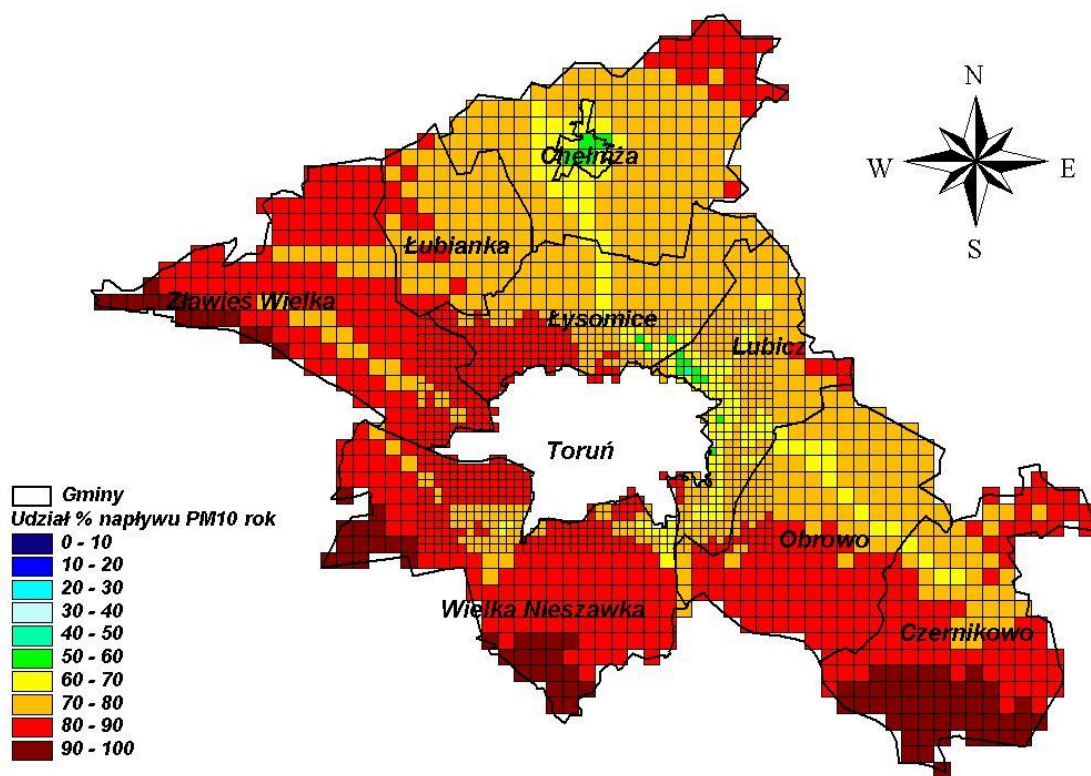 N
W E
S
Chełmża
Łubianka
Zławieś Wielka
Łysomice
Lubicz
Toruń
Obrowo
Wielka Nieszawka
Czernikowo
Gminy
Udział % napływu PM10 rok
0 - 10
10 - 20
20 - 30
30 - 40
40 - 50
50 - 60
60 - 70
70 - 80
80 - 90
90 - 100